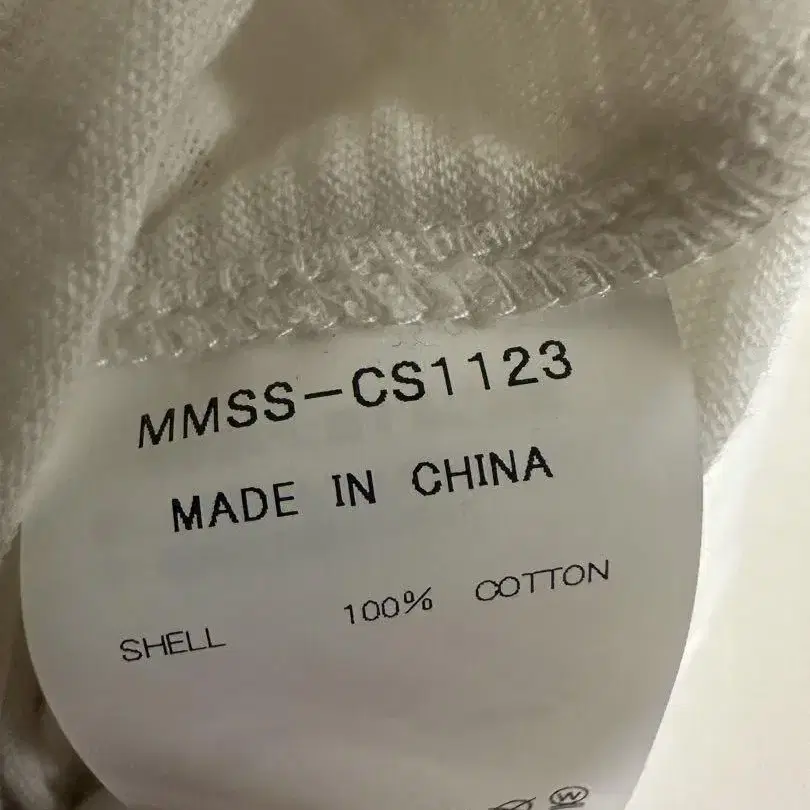 MMSS-CS1123
MADE IN CHINA
SHELL 100% COTTON
W